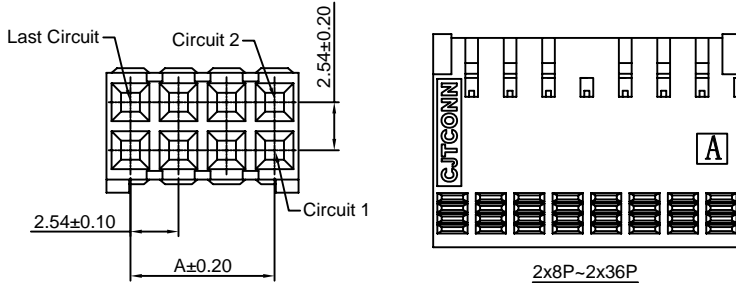 Last Circuit
Circuit 2
2.54±0.20
Circuit 1
2.54±0.10
A±0.20
CJTCONN
A
2x8P~2x36P